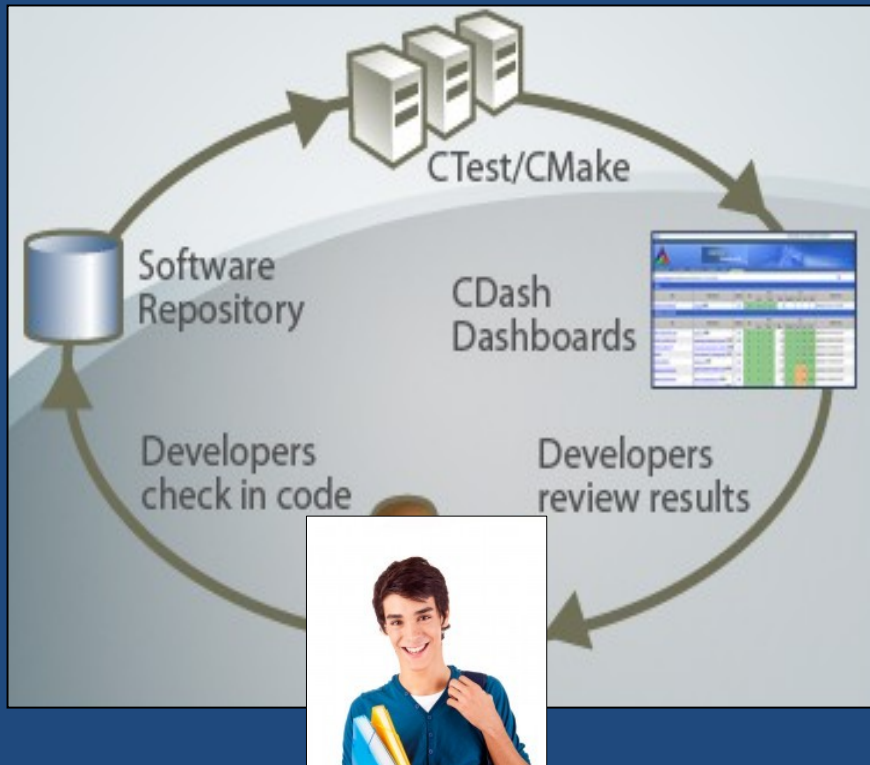 CTest/CMake
Software
Repository
CDash
Dashboards
Developers
check in code
Developers
review results